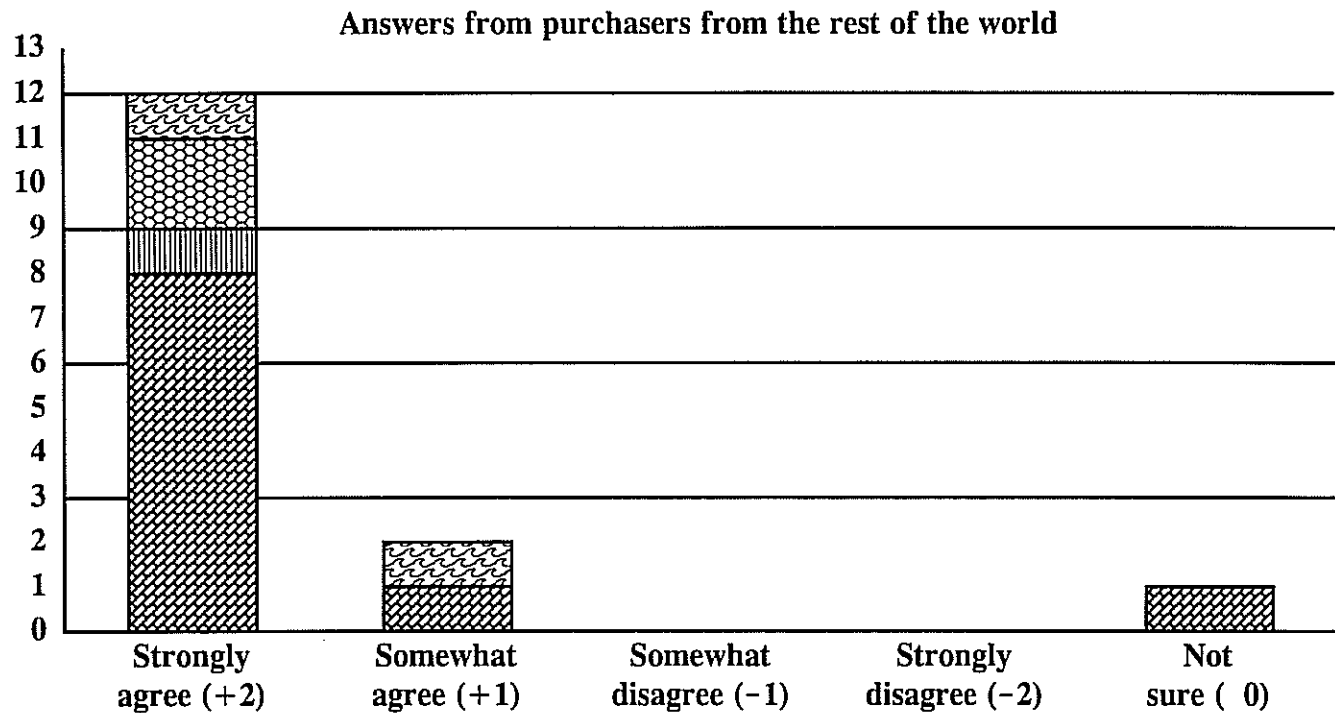 Answers from purchasers from the rest of the world
13
12
11
10
9
8
7
6
5
4
3
2
1
0
Strongly agree (+2)
Somewhat agree (+1)
Somewhat disagree (−1)
Strongly disagree (−2)
Not sure ( 0)